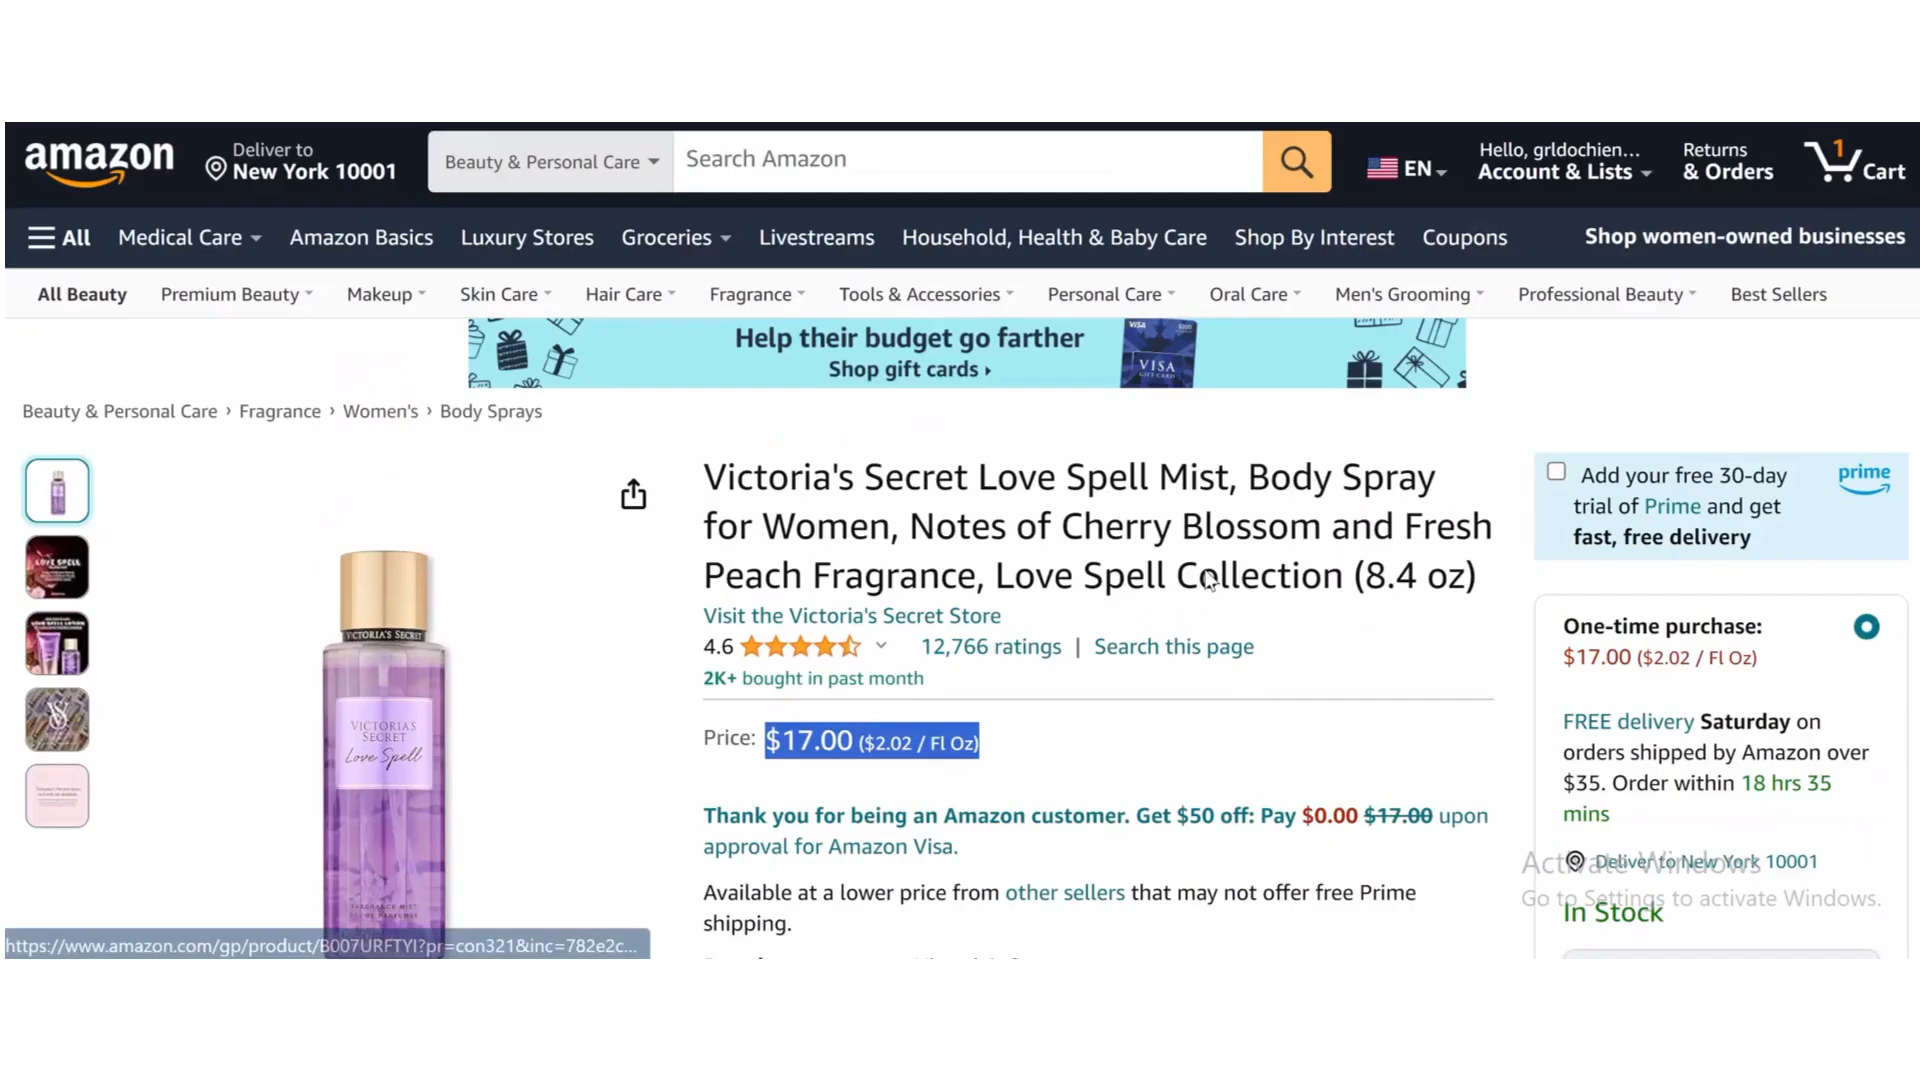 amazon
Deliver to
New York 10001
Beauty & Personal Care
Search Amazon
EN
Hello, grldochien...
Account & Lists
Returns
& Orders
1
Cart
All
Medical Care
Amazon Basics
Luxury Stores
Groceries
Livestreams
Household, Health & Baby Care
Shop By Interest
Coupons
Shop women-owned businesses
All Beauty
Premium Beauty
Makeup
Skin Care
Hair Care
Fragrance
Tools & Accessories
Personal Care
Oral Care
Men's Grooming
Professional Beauty
Best Sellers
Help their budget go farther
Shop gift cards ›
VISA
VISA
GIFT CARD
Beauty & Personal Care › Fragrance › Women's › Body Sprays
LOVE SPELL
VICTORIA'S SECRET
VICTORIA'S
SECRET
Love Spell
FRAGRANCE MIST
Victoria's Secret Love Spell Mist, Body Spray
for Women, Notes of Cherry Blossom and Fresh
Peach Fragrance, Love Spell Collection (8.4 oz)
Visit the Victoria's Secret Store
4.6
12,766 ratings | Search this page
2K+ bought in past month
Price: $17.00 ($2.02 / Fl Oz)
Thank you for being an Amazon customer. Get $50 off: Pay $0.00 $17.00 upon
approval for Amazon Visa.
Available at a lower price from other sellers that may not offer free Prime
shipping.
Add your free 30-day
trial of Prime and get
fast, free delivery
prime
One-time purchase:
$17.00 ($2.02 / Fl Oz)
FREE delivery Saturday on
orders shipped by Amazon over
$35. Order within 18 hrs 35
mins
Deliver to New York 10001
Activate Windows
Go to Settings to activate Windows.
In Stock
https://www.amazon.com/gp/product/B007URFTYI?pr=con321&inc=782e2c...